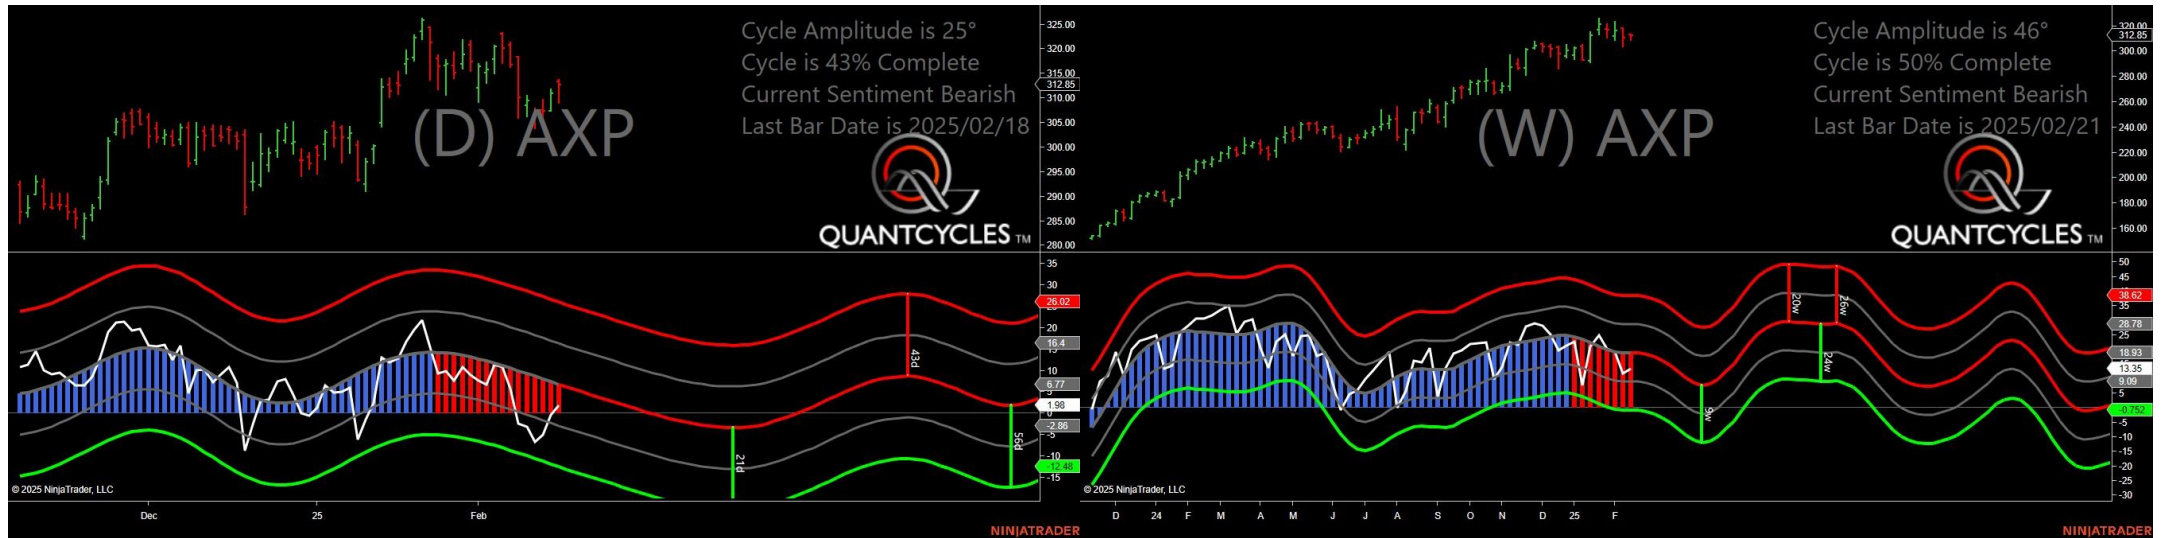 Cycle Amplitude is 25°
Cycle is 43% Complete
Current Sentiment Bearish
Last Bar Date is 2025/02/18
(D) AXP
QUANTCYCLES TM
325.00
320.00
315.00
312.85
310.00
305.00
300.00
295.00
290.00
285.00
280.00
35
30
26.02
20
16.4
15
10
6.77
5
1.98
0
-2.86
-5
-10
-12.48
-15
43d
21d
56d
© 2025 NinjaTrader, LLC
Dec
25
Feb
NINJATRADER
Cycle Amplitude is 46°
Cycle is 50% Complete
Current Sentiment Bearish
Last Bar Date is 2025/02/21
(W) AXP
QUANTCYCLES TM
320.00
312.85
300.00
280.00
260.00
240.00
220.00
200.00
180.00
160.00
50
45
38.62
35
28.78
18.93
13.35
9.09
5
-0.752
-5
-10
-15
-20
-25
-30
20w
26w
24w
9w
© 2025 NinjaTrader, LLC
D
24
F
M
A
M
J
J
A
S
O
N
D
25
F
NINJATRADER